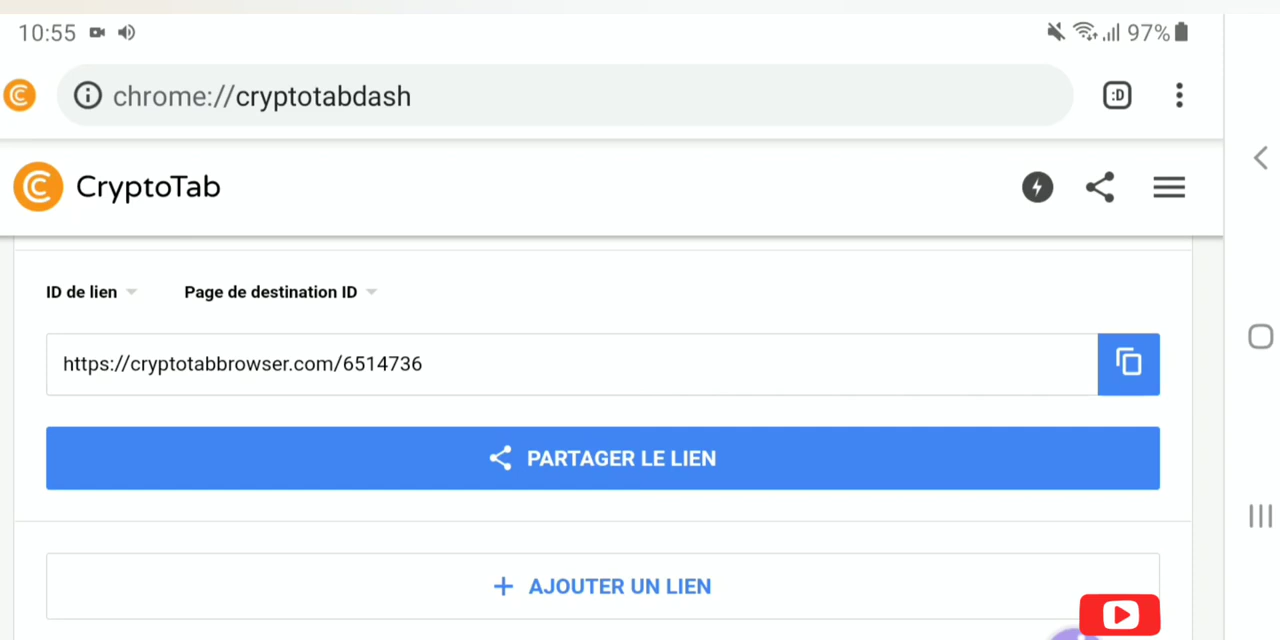 10:55 97%
chrome://cryptotabdash :D
CryptoTab
ID de lien Page de destination ID
https://cryptotabbrowser.com/6514736
PARTAGER LE LIEN
+ AJOUTER UN LIEN